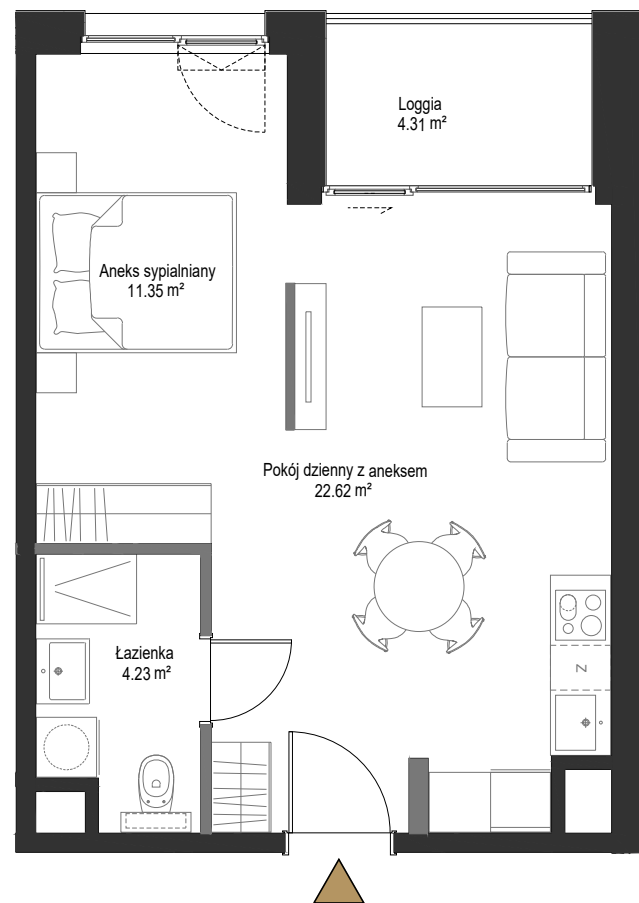 Loggia
4.31 m²
Aneks sypialniany
11.35 m²
Pokój dzienny z aneksem
22.62 m²
Łazienka
4.23 m²
Z